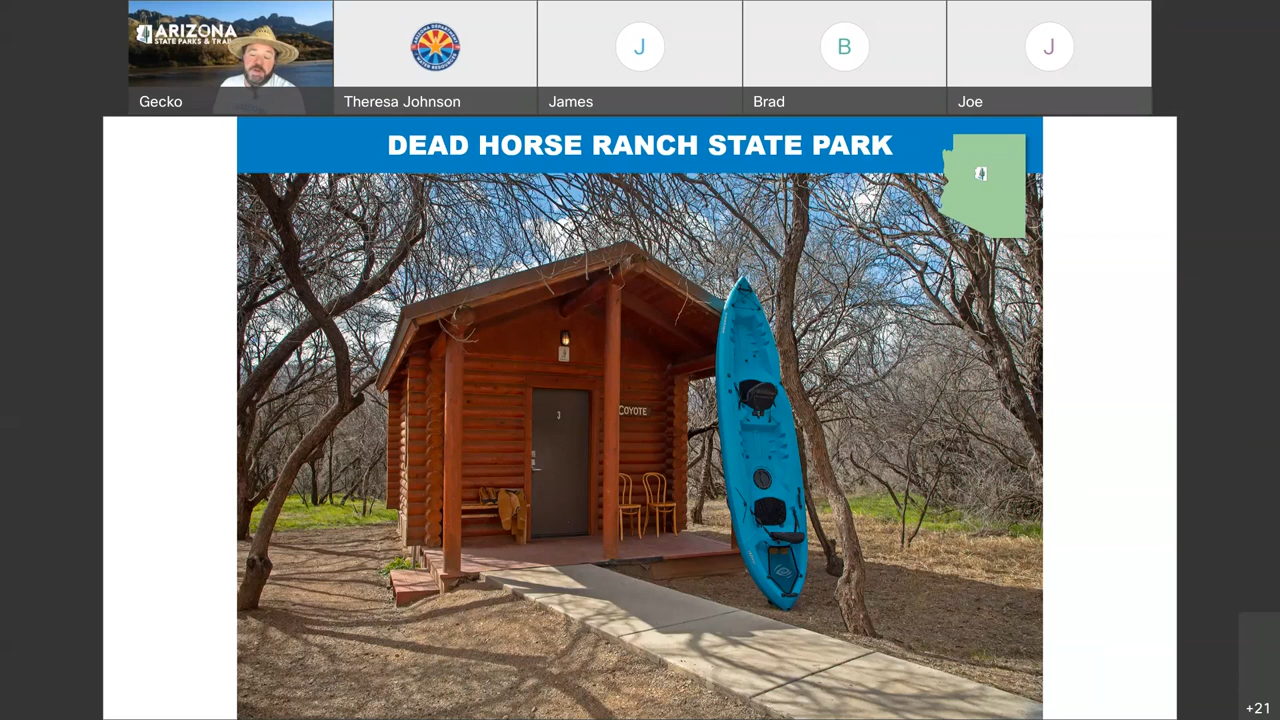 ARIZONA
STATE PARKS & TRAILS
Gecko
Theresa Johnson
J
James
B
Brad
J
Joe
DEAD HORSE RANCH STATE PARK
3
COYOTE
+21